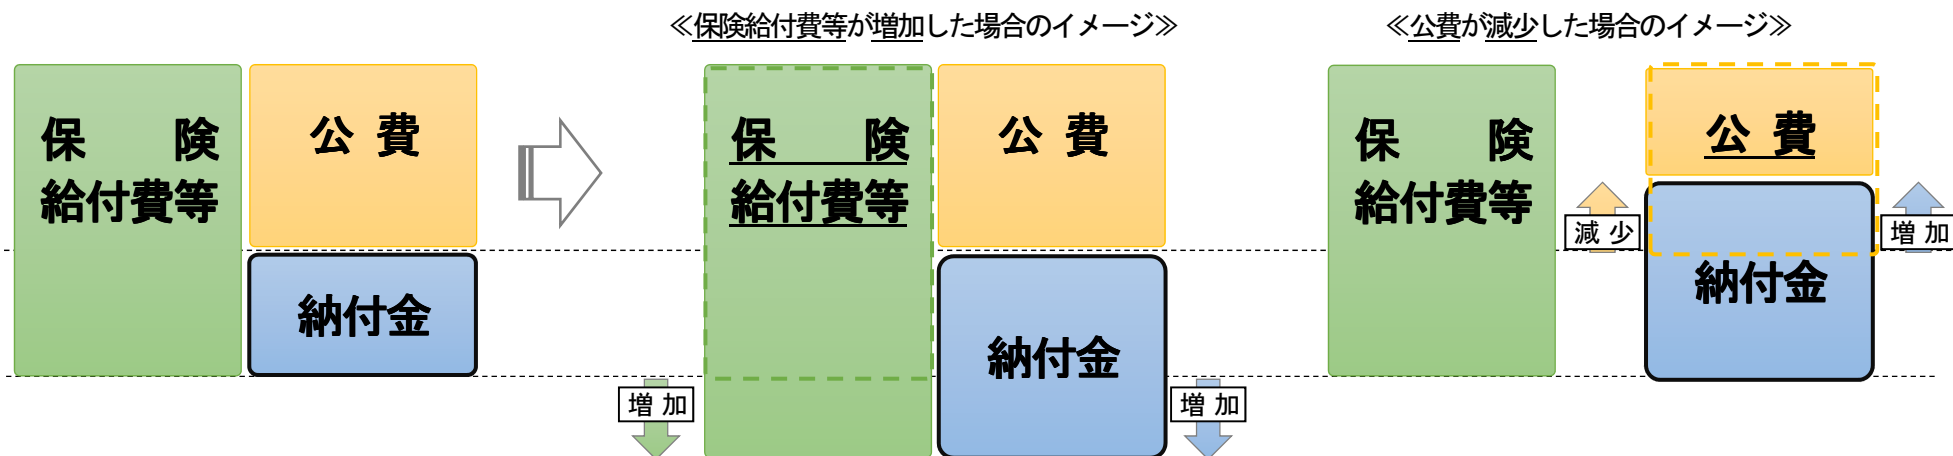 ≪保険給付費等が増加した場合のイメージ≫
≪公費が減少した場合のイメージ≫
保　険
給付費等
公 費
納付金
保　険
給付費等
公 費
納付金
増 加
増 加
保　険
給付費等
公 費
納付金
減 少
増 加